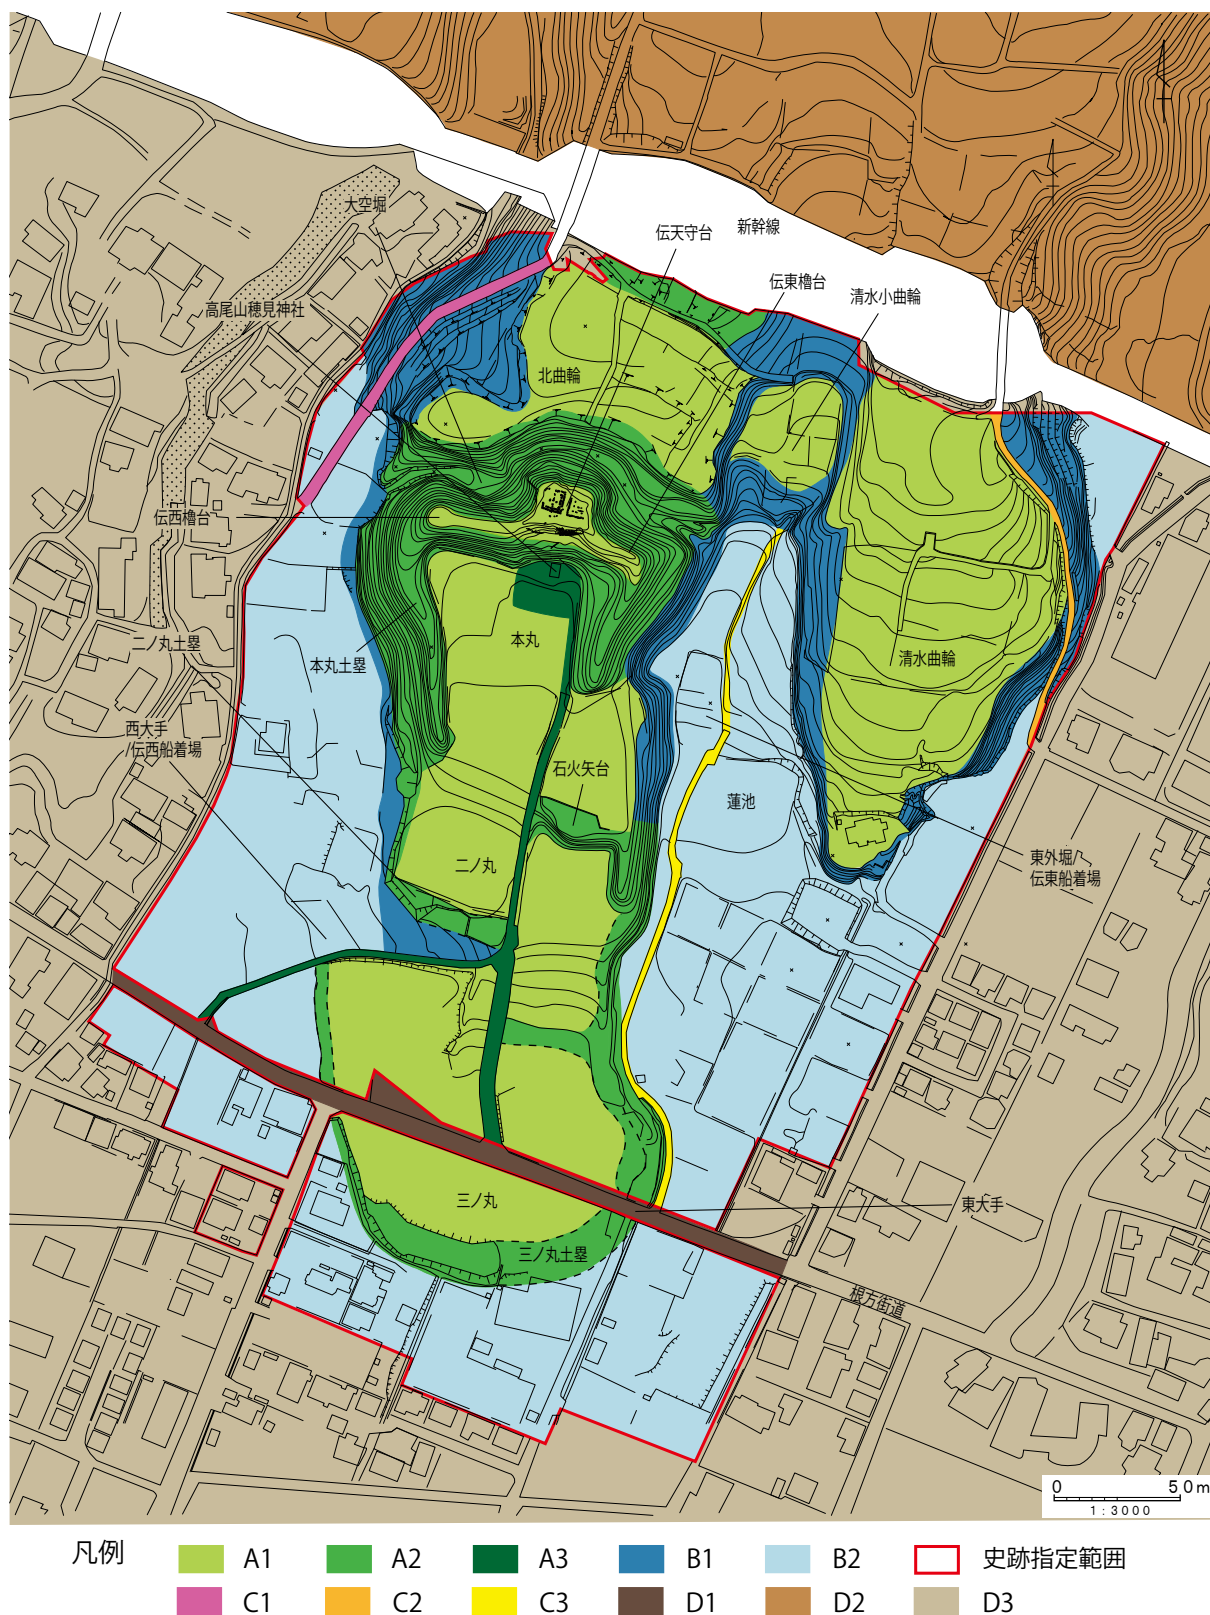 大空堀
伝天守台
新幹線
伝東櫓台
清水小曲輪
高尾山穂見神社
北曲輪
伝西櫓台
二ノ丸土塁
本丸土塁
本丸
清水曲輪
西大手
/伝西船着場
石火矢台
蓮池
二ノ丸
東外堀/
伝東船着場
三ノ丸
東大手
三ノ丸土塁
根方街道
0 50m
1:3000
凡例
A1 A2 A3 B1 B2 史跡指定範囲
C1 C2 C3 D1 D2 D3